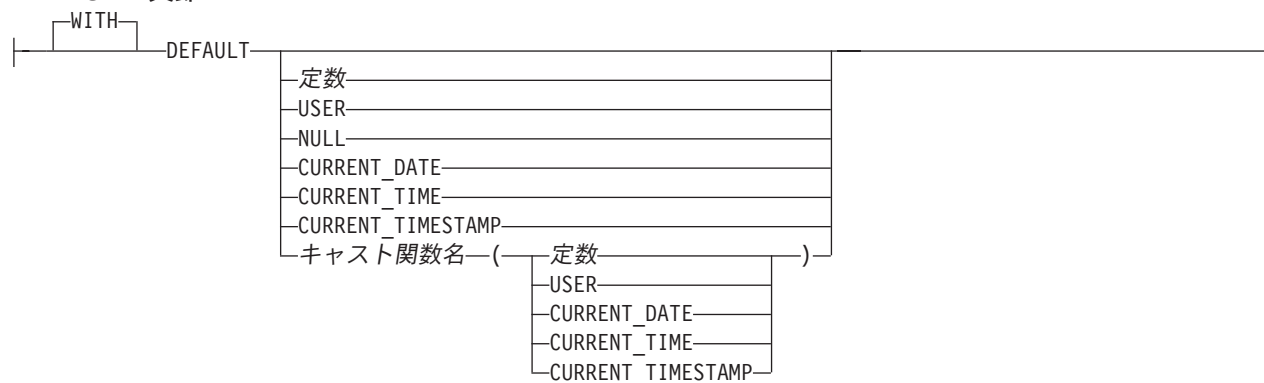 WITH
DEFAULT
定数
USER
NULL
CURRENT_DATE
CURRENT_TIME
CURRENT_TIMESTAMP
キャスト関数名 ( 定数 )
USER
CURRENT_DATE
CURRENT_TIME
CURRENT_TIMESTAMP